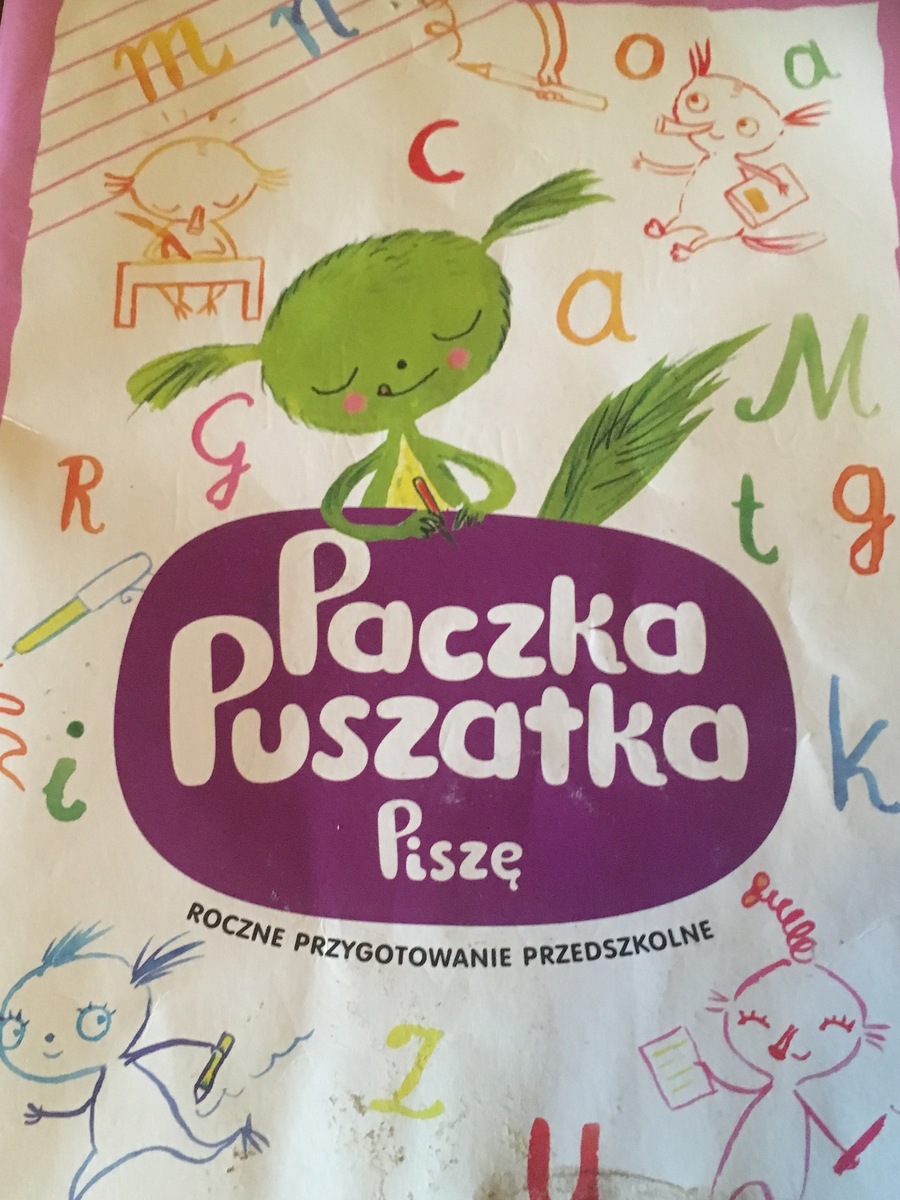 m n o a
c
a
M
G
R t g
Paczka
Puszatka
i k
Piszę
ROCZNE PRZYGOTOWANIE PRZEDSZKOLNE
z
u